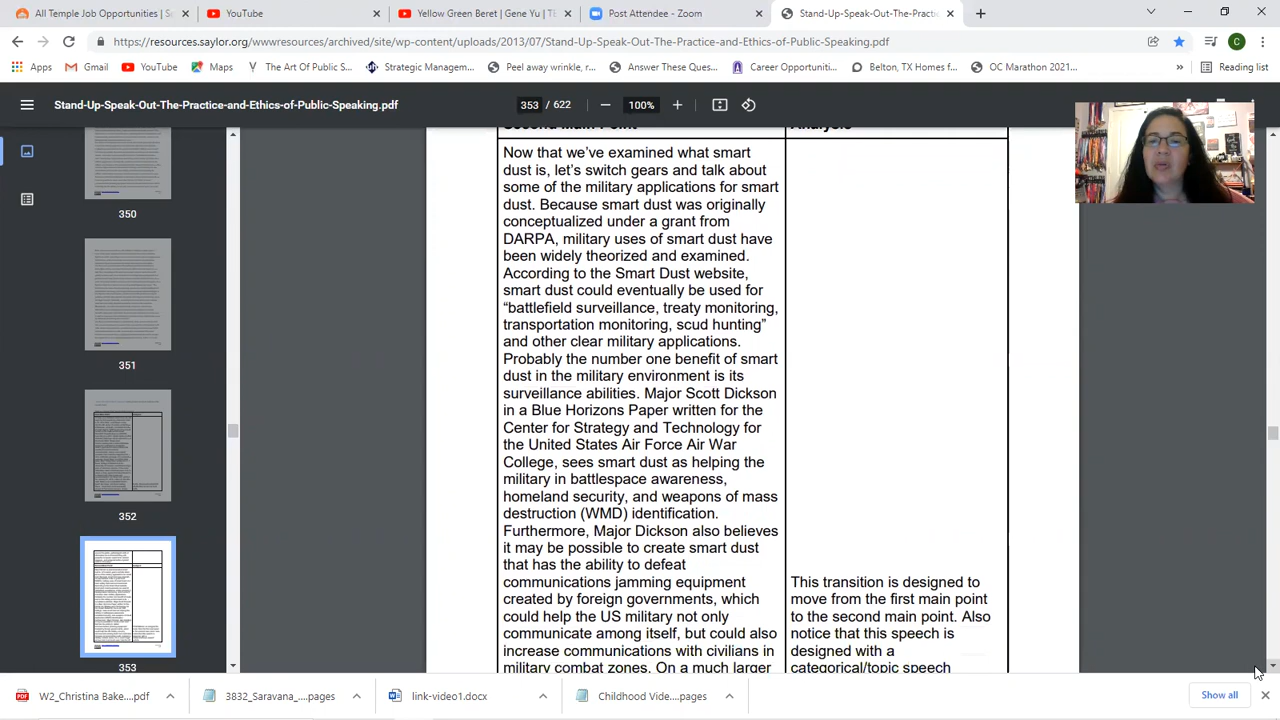 All Temple Job Opportunities | Se
YouTube
Yellow Green Beret | Gene Yu | TE
Post Attendee - Zoom
Stand-Up-Speak-Out-The-Practic
https://resources.saylor.org/wwwresources/archived/site/wp-content/uploads/2013/07/Stand-Up-Speak-Out-The-Practice-and-Ethics-of-Public-Speaking.pdf
Apps
Gmail
YouTube
Maps
The Art Of Public S...
Strategic Managem...
Peel away wrinkle, r...
Answer These Ques...
Career Opportuniti...
Belton, TX Homes f...
OC Marathon 2021...
»
Reading list
Stand-Up-Speak-Out-The-Practice-and-Ethics-of-Public-Speaking.pdf
353 / 622
100%
350
351
352
353
Second Main Point
Analysis
Now that we've examined what smart
dust is, let's switch gears and talk about
some of the military applications for smart
dust. Because smart dust was originally
conceptualized under a grant from
DARPA, military uses of smart dust have
been widely theorized and examined.
According to the Smart Dust website,
smart dust could eventually be used for
“battlefield surveillance, treaty monitoring,
transportation monitoring, scud hunting”
and other clear military applications.
Probably the number one benefit of smart
dust in the military environment is its
surveillance abilities. Major Scott Dickson
in a Blue Horizons Paper written for the
Center for Strategy and Technology for
the United States Air Force Air War
College, sees smart dust as helping the
military in battlespace awareness,
homeland security, and weapons of mass
destruction (WMD) identification.
Furthermore, Major Dickson also believes
it may be possible to create smart dust
that has the ability to defeat
communications jamming equipment
created by foreign governments, which
could help the US military not only
communicate among itself, but could also
increase communications with civilians in
military combat zones. On a much larger
This transition is designed to
move from the first main point
to the second main point. Also
notice that this speech is
designed with a
categorical/topic speech
W2_Christina Bake....pdf
3832_Saravana_....pages
link-video1.docx
Childhood Vide....pages
Show all